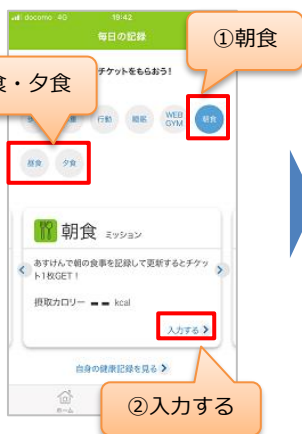 docomo 4G 19:42
毎日の記録
①朝食
チケットをもらおう!
食・夕食
行動 睡眠 WEB GYM 朝食
昼食 夕食
朝食 ミッション
あすけんで朝の食事を記録して更新するとチケット1枚GET!
摂取カロリー -- kcal
入力する
自身の健康記録を見る
ホーム
②入力する